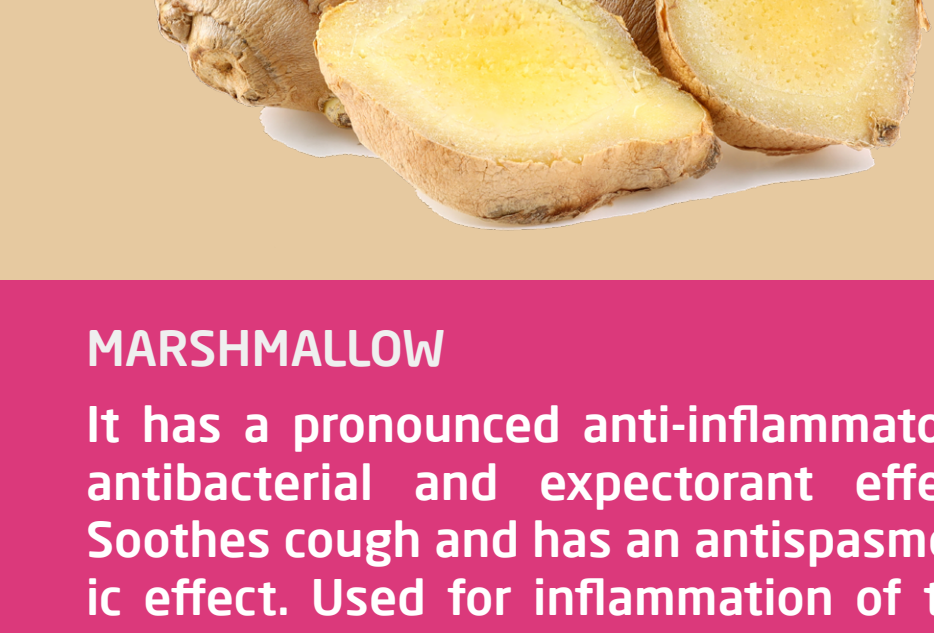 MARSHMALLOW
It has a pronounced anti-inflammato
antibacterial and expectorant effe
Soothes cough and has an antispasmo
ic effect. Used for inflammation of t